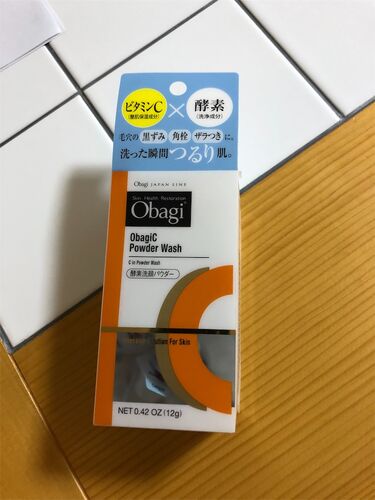 ビタミンC
(整肌保湿成分)
×
酵素
(洗浄成分)
毛穴の 黒ずみ 角栓 ザラつき に。
洗った瞬間つるり肌。
Obagi JAPAN LINE
Skin Health Restoration
Obagi
ObagiC
Powder Wash
C in Powder Wash
酵素洗顔パウダー
For Skin
NET 0.42 OZ (12g)